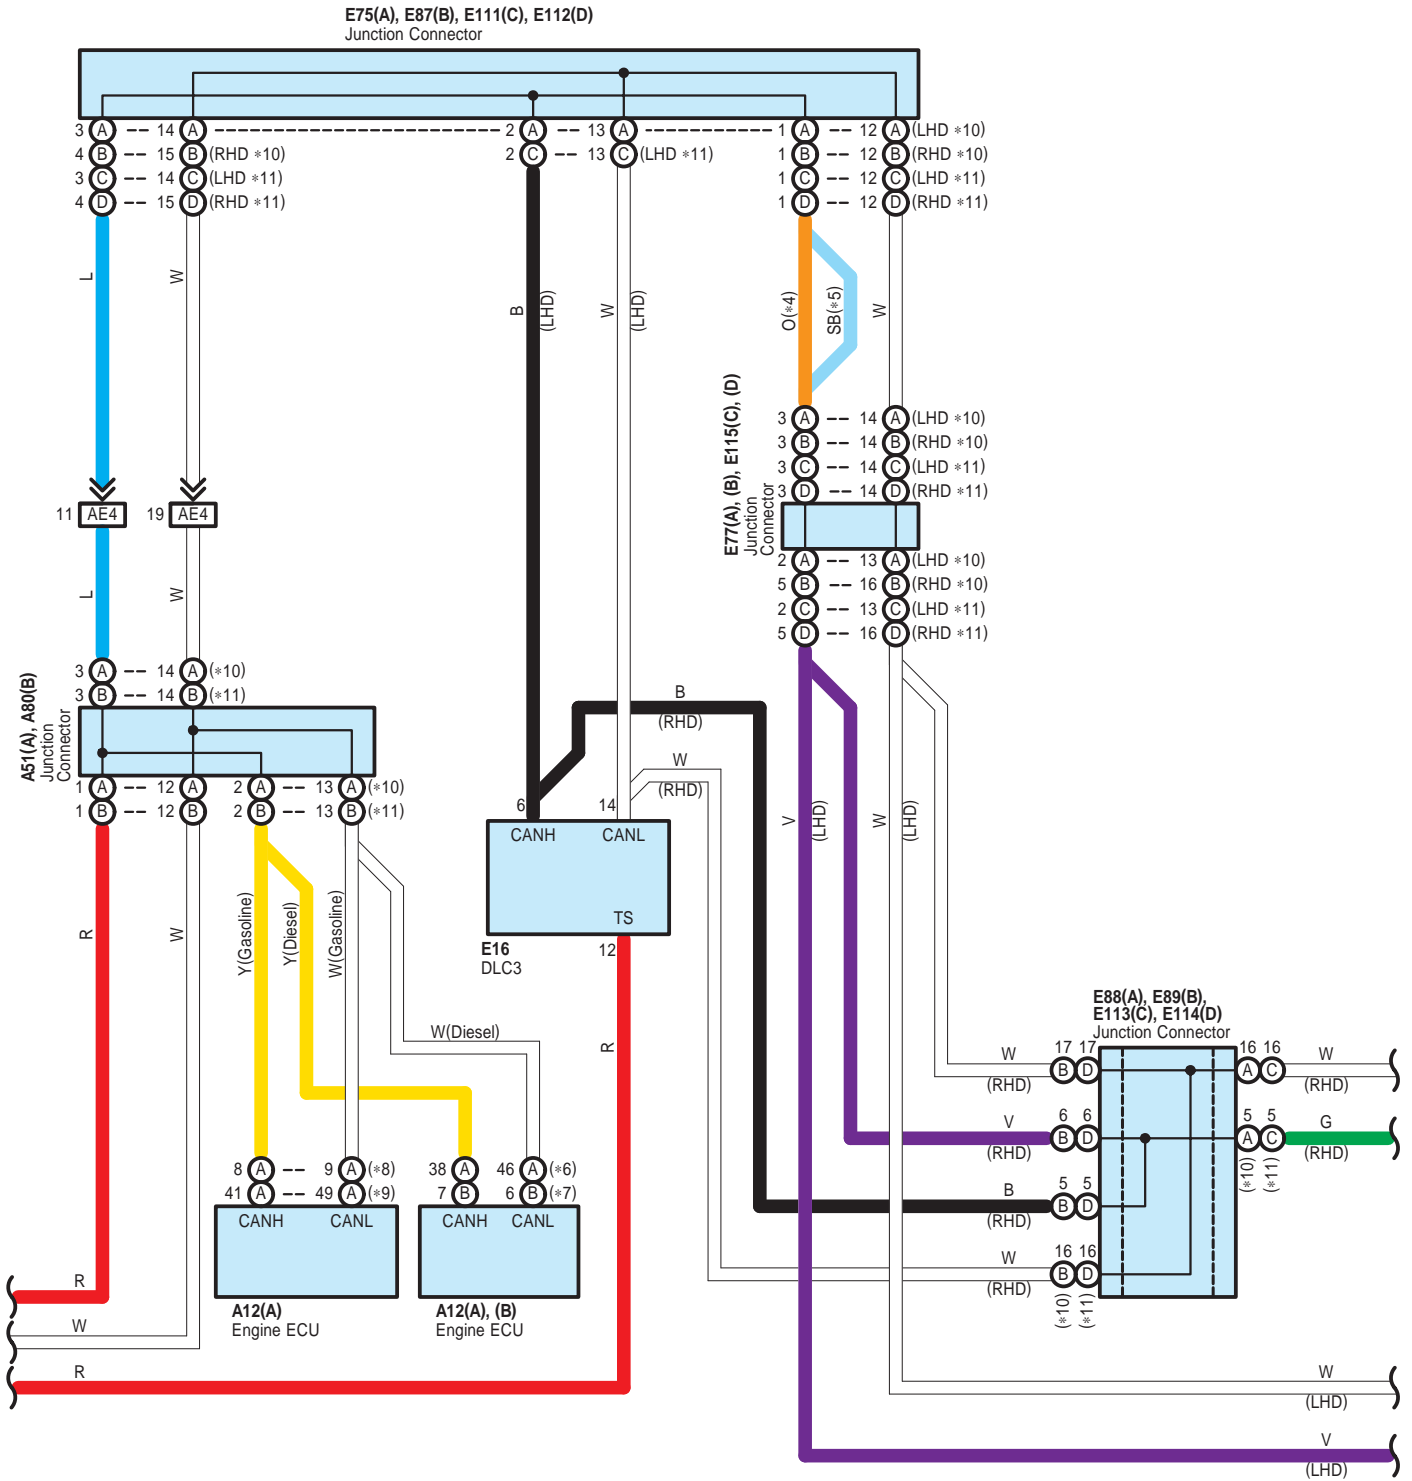 E75(A), E87(B), E111(C), E112(D)
Junction Connector
3 A -- 14 A -- 2 A -- 13 A -- 1 A -- 12 A (LHD *10)
4 B -- 15 B (RHD *10)
2 C -- 13 C (LHD *11)
1 B -- 12 B (RHD *10)
3 C -- 14 C (LHD *11)
1 C -- 12 C (LHD *11)
4 D -- 15 D (RHD *11)
1 D -- 12 D (RHD *11)
L
W
B
(LHD)
W
(LHD)
O(*4)
SB(*5)
W
E77(A), (B), E115(C), (D)
Junction
Connector
3 A -- 14 A (LHD *10)
3 B -- 14 B (RHD *10)
3 C -- 14 C (LHD *11)
3 D -- 14 D (RHD *11)
11 AE4
19 AE4
2 A -- 13 A (LHD *10)
5 B -- 16 B (RHD *10)
2 C -- 13 C (LHD *11)
5 D -- 16 D (RHD *11)
L
W
A51(A), A80(B)
Junction
Connector
3 A -- 14 A (*10)
3 B -- 14 B (*11)
1 A -- 12 A 2 A -- 13 A (*10)
1 B -- 12 B 2 B -- 13 B (*11)
B
(RHD)
W
(RHD)
6
14
CANH
CANL
TS
12
E16
DLC3
V
(LHD)
W
(LHD)
R
W
Y(Gasoline)
Y(Diesel)
W(Gasoline)
W(Diesel)
R
E88(A), E89(B),
E113(C), E114(D)
Junction Connector
W
(RHD)
17 17
B D
16 16
A C
W
(RHD)
V
(RHD)
6 6
B D
5 5
A C
G
(RHD)
(*10)
(*11)
B
(RHD)
5 5
B D
W
(RHD)
16 16
B D
(*10)
(*11)
8 A -- 9 A (*8)
41 A -- 49 A (*9)
38 A 46 A (*6)
7 B 6 B (*7)
CANH
CANL
CANH
CANL
A12(A)
Engine ECU
A12(A), (B)
Engine ECU
R
W
R
W
(LHD)
V
(LHD)